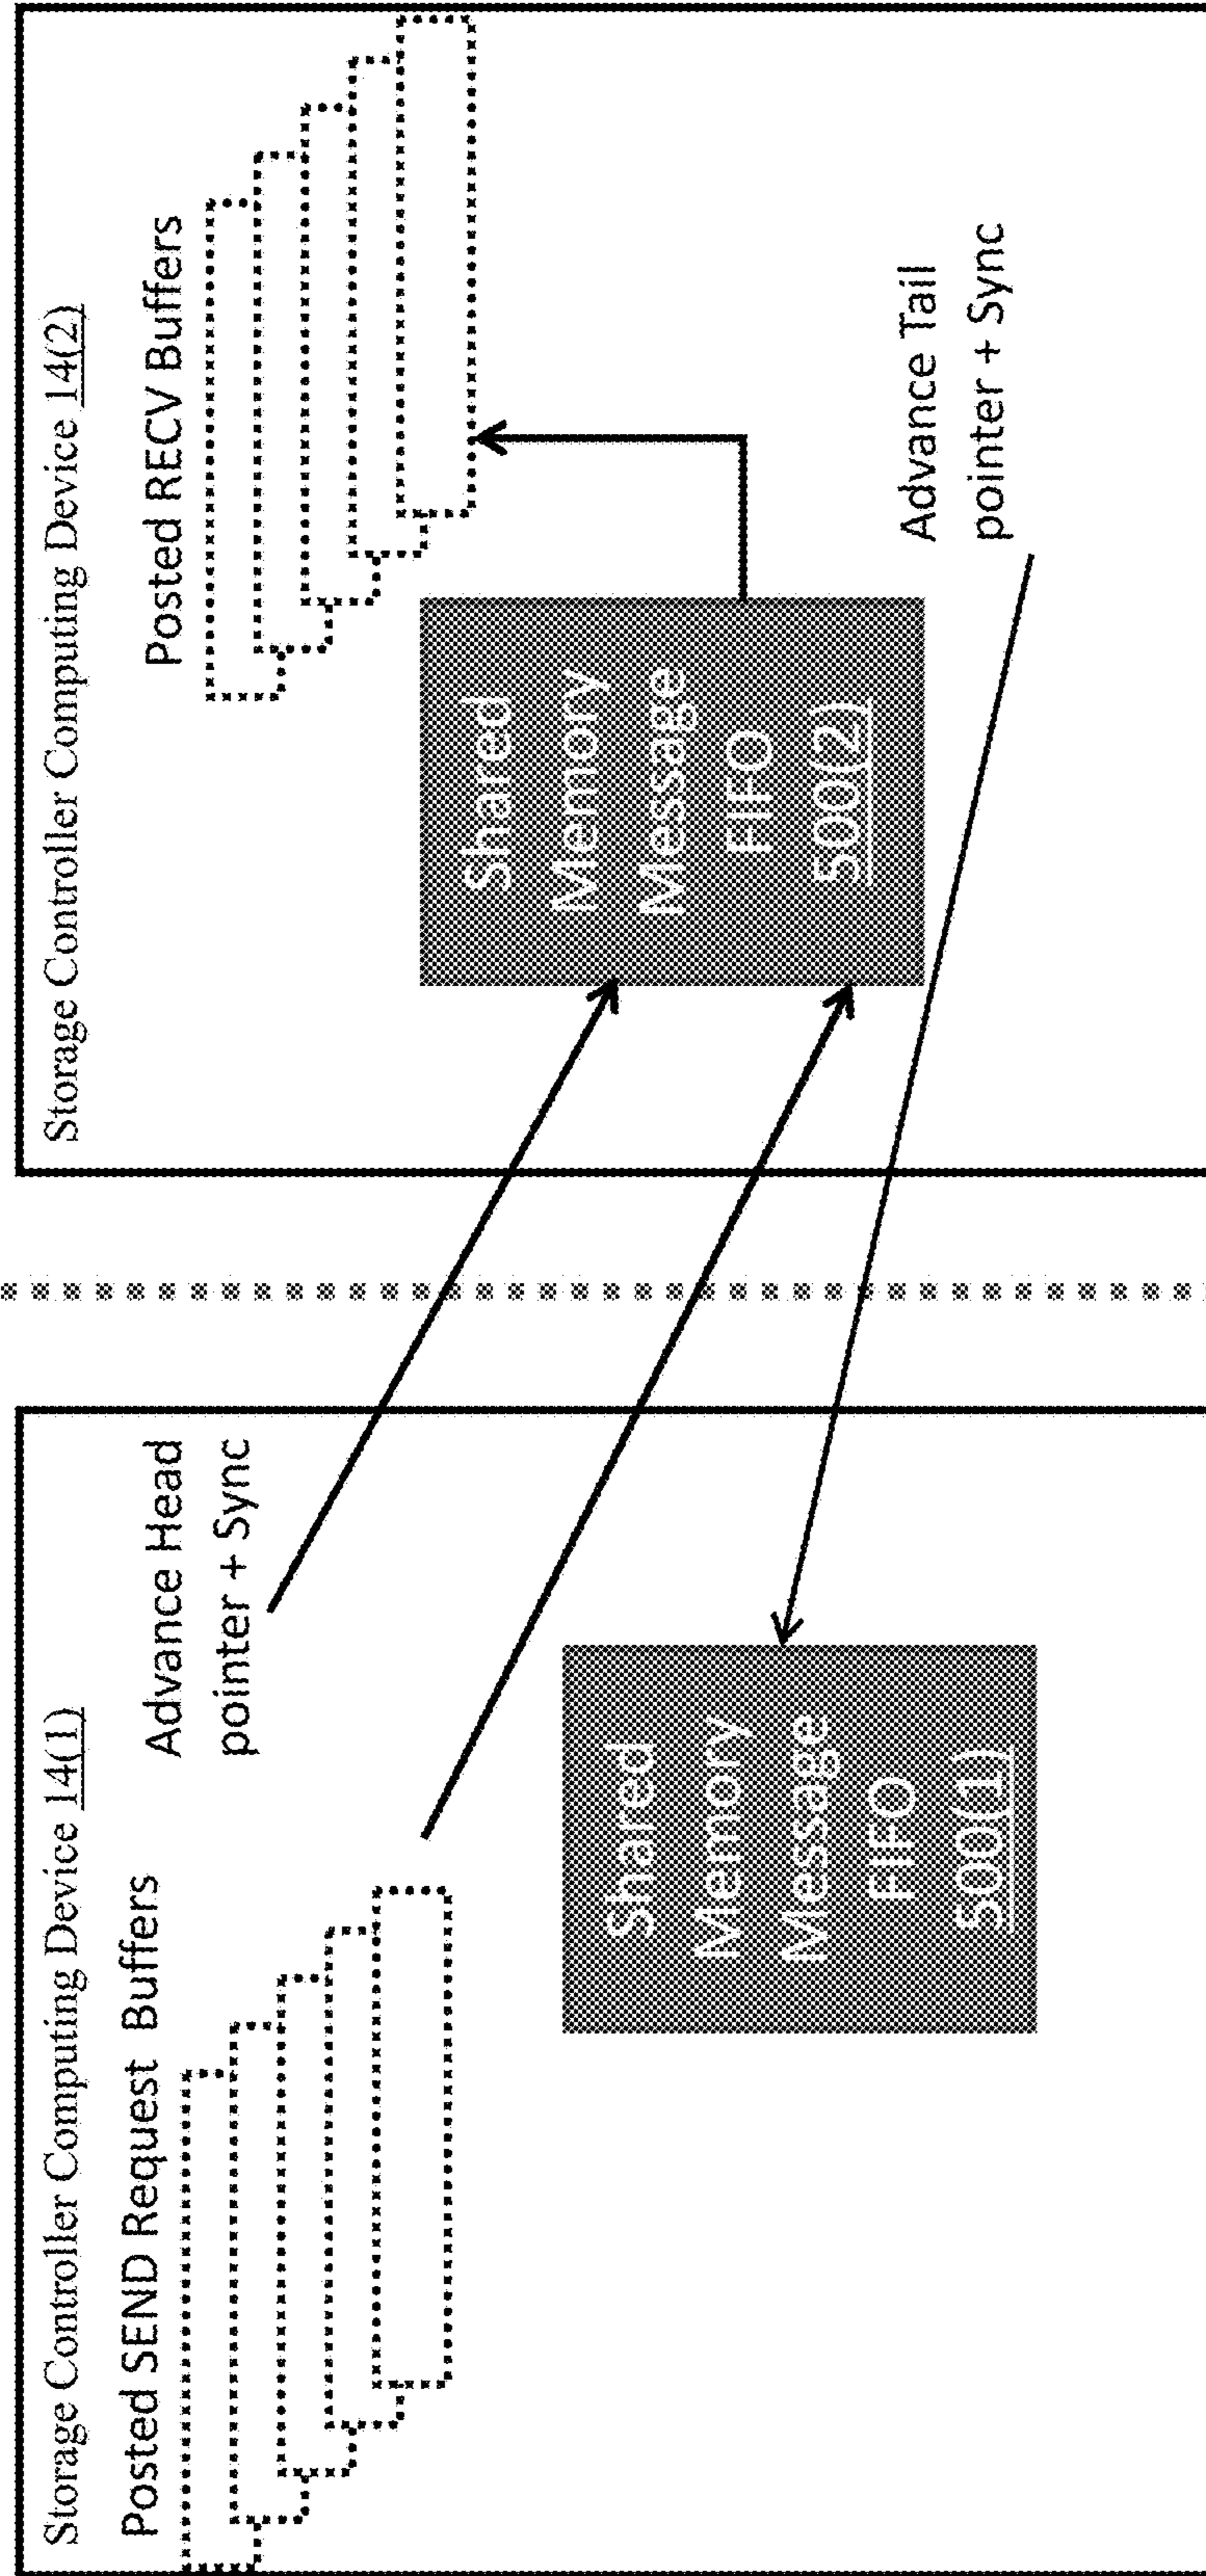 Storage Controller Computing Device 14(1)
Posted SEND Request Buffers
Advance Head
pointer + Sync
Shared
Memory
Message
FIFO
500(1)
Storage Controller Computing Device 14(2)
Posted RECV Buffers
Shared
Memory
Message
FIFO
500(2)
Advance Tail
pointer + Sync